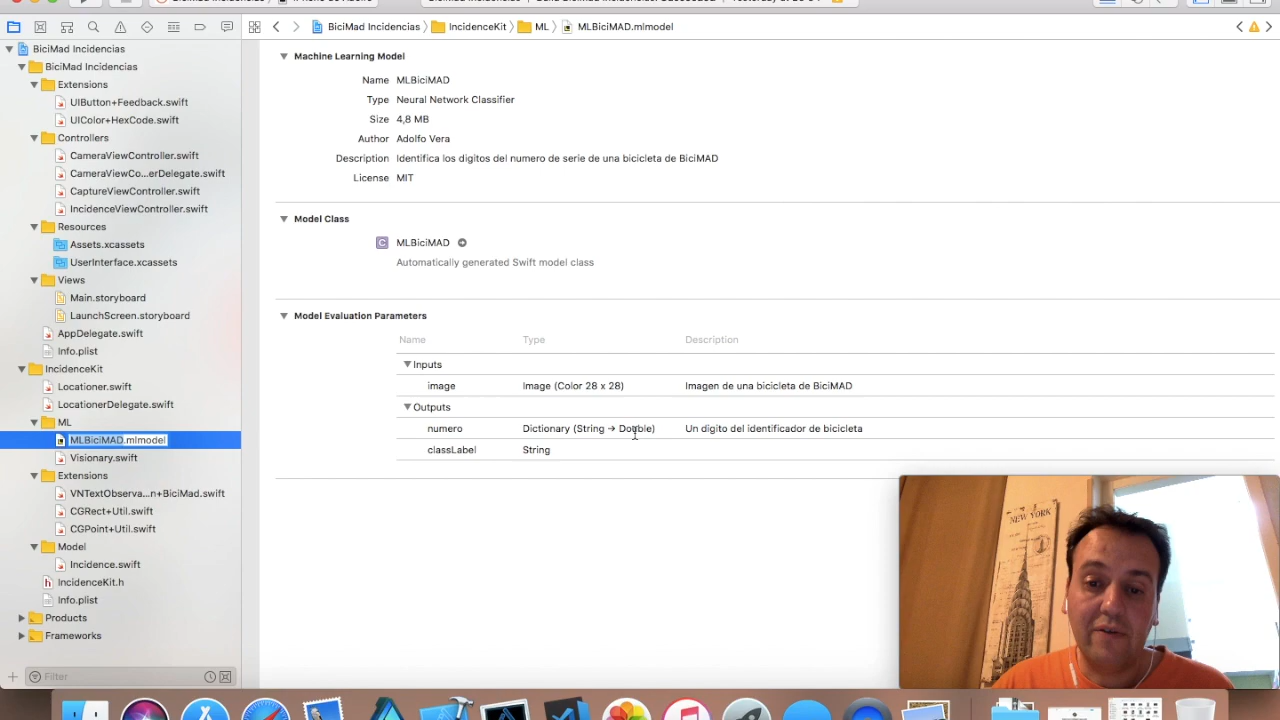 BiciMad Incidencias 〉 IncidenceKit 〉 ML 〉 MLBiciMAD.mlmodel
BiciMad Incidencias
BiciMad Incidencias
Extensions
UIButton+Feedback.swift
UIColor+HexCode.swift
Controllers
CameraViewController.swift
CameraViewCo...erDelegate.swift
CaptureViewController.swift
IncidenceViewController.swift
Resources
Assets.xcassets
UserInterface.xcassets
Views
Main.storyboard
LaunchScreen.storyboard
AppDelegate.swift
Info.plist
IncidenceKit
Locationer.swift
LocationerDelegate.swift
ML
MLBiciMAD.mlmodel
Visionary.swift
Extensions
VNTextObserva...n+BiciMad.swift
CGRect+Util.swift
CGPoint+Util.swift
Model
Incidence.swift
IncidenceKit.h
Info.plist
Products
Frameworks
Filter
Machine Learning Model
Name MLBiciMAD
Type Neural Network Classifier
Size 4,8 MB
Author Adolfo Vera
Description Identifica los digitos del numero de serie de una bicicleta de BiciMAD
License MIT
Model Class
C MLBiciMAD
Automatically generated Swift model class
Model Evaluation Parameters
Name Type Description
Inputs
image Image (Color 28 x 28) Imagen de una bicicleta de BiciMAD
Outputs
numero Dictionary (String → Double) Un digito del identificador de bicicleta
classLabel String
NEW YORK